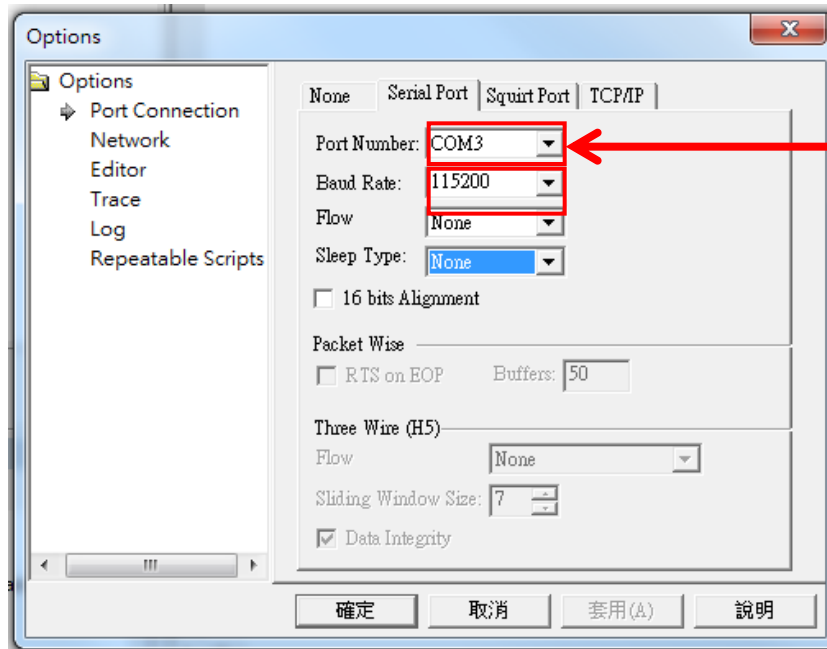 Options
Options
Port Connection
Network
Editor
Trace
Log
Repeatable Scripts
None Serial Port Squirt Port TCP/IP
Port Number: COM3
Baud Rate: 115200
Flow None
Sleep Type: None
16 bits Alignment
Packet Wise
RTS on EOP Buffers: 50
Three Wire (H5)
Flow None
Sliding Window Size: 7
Data Integrity
確定 取消 套用(A) 說明